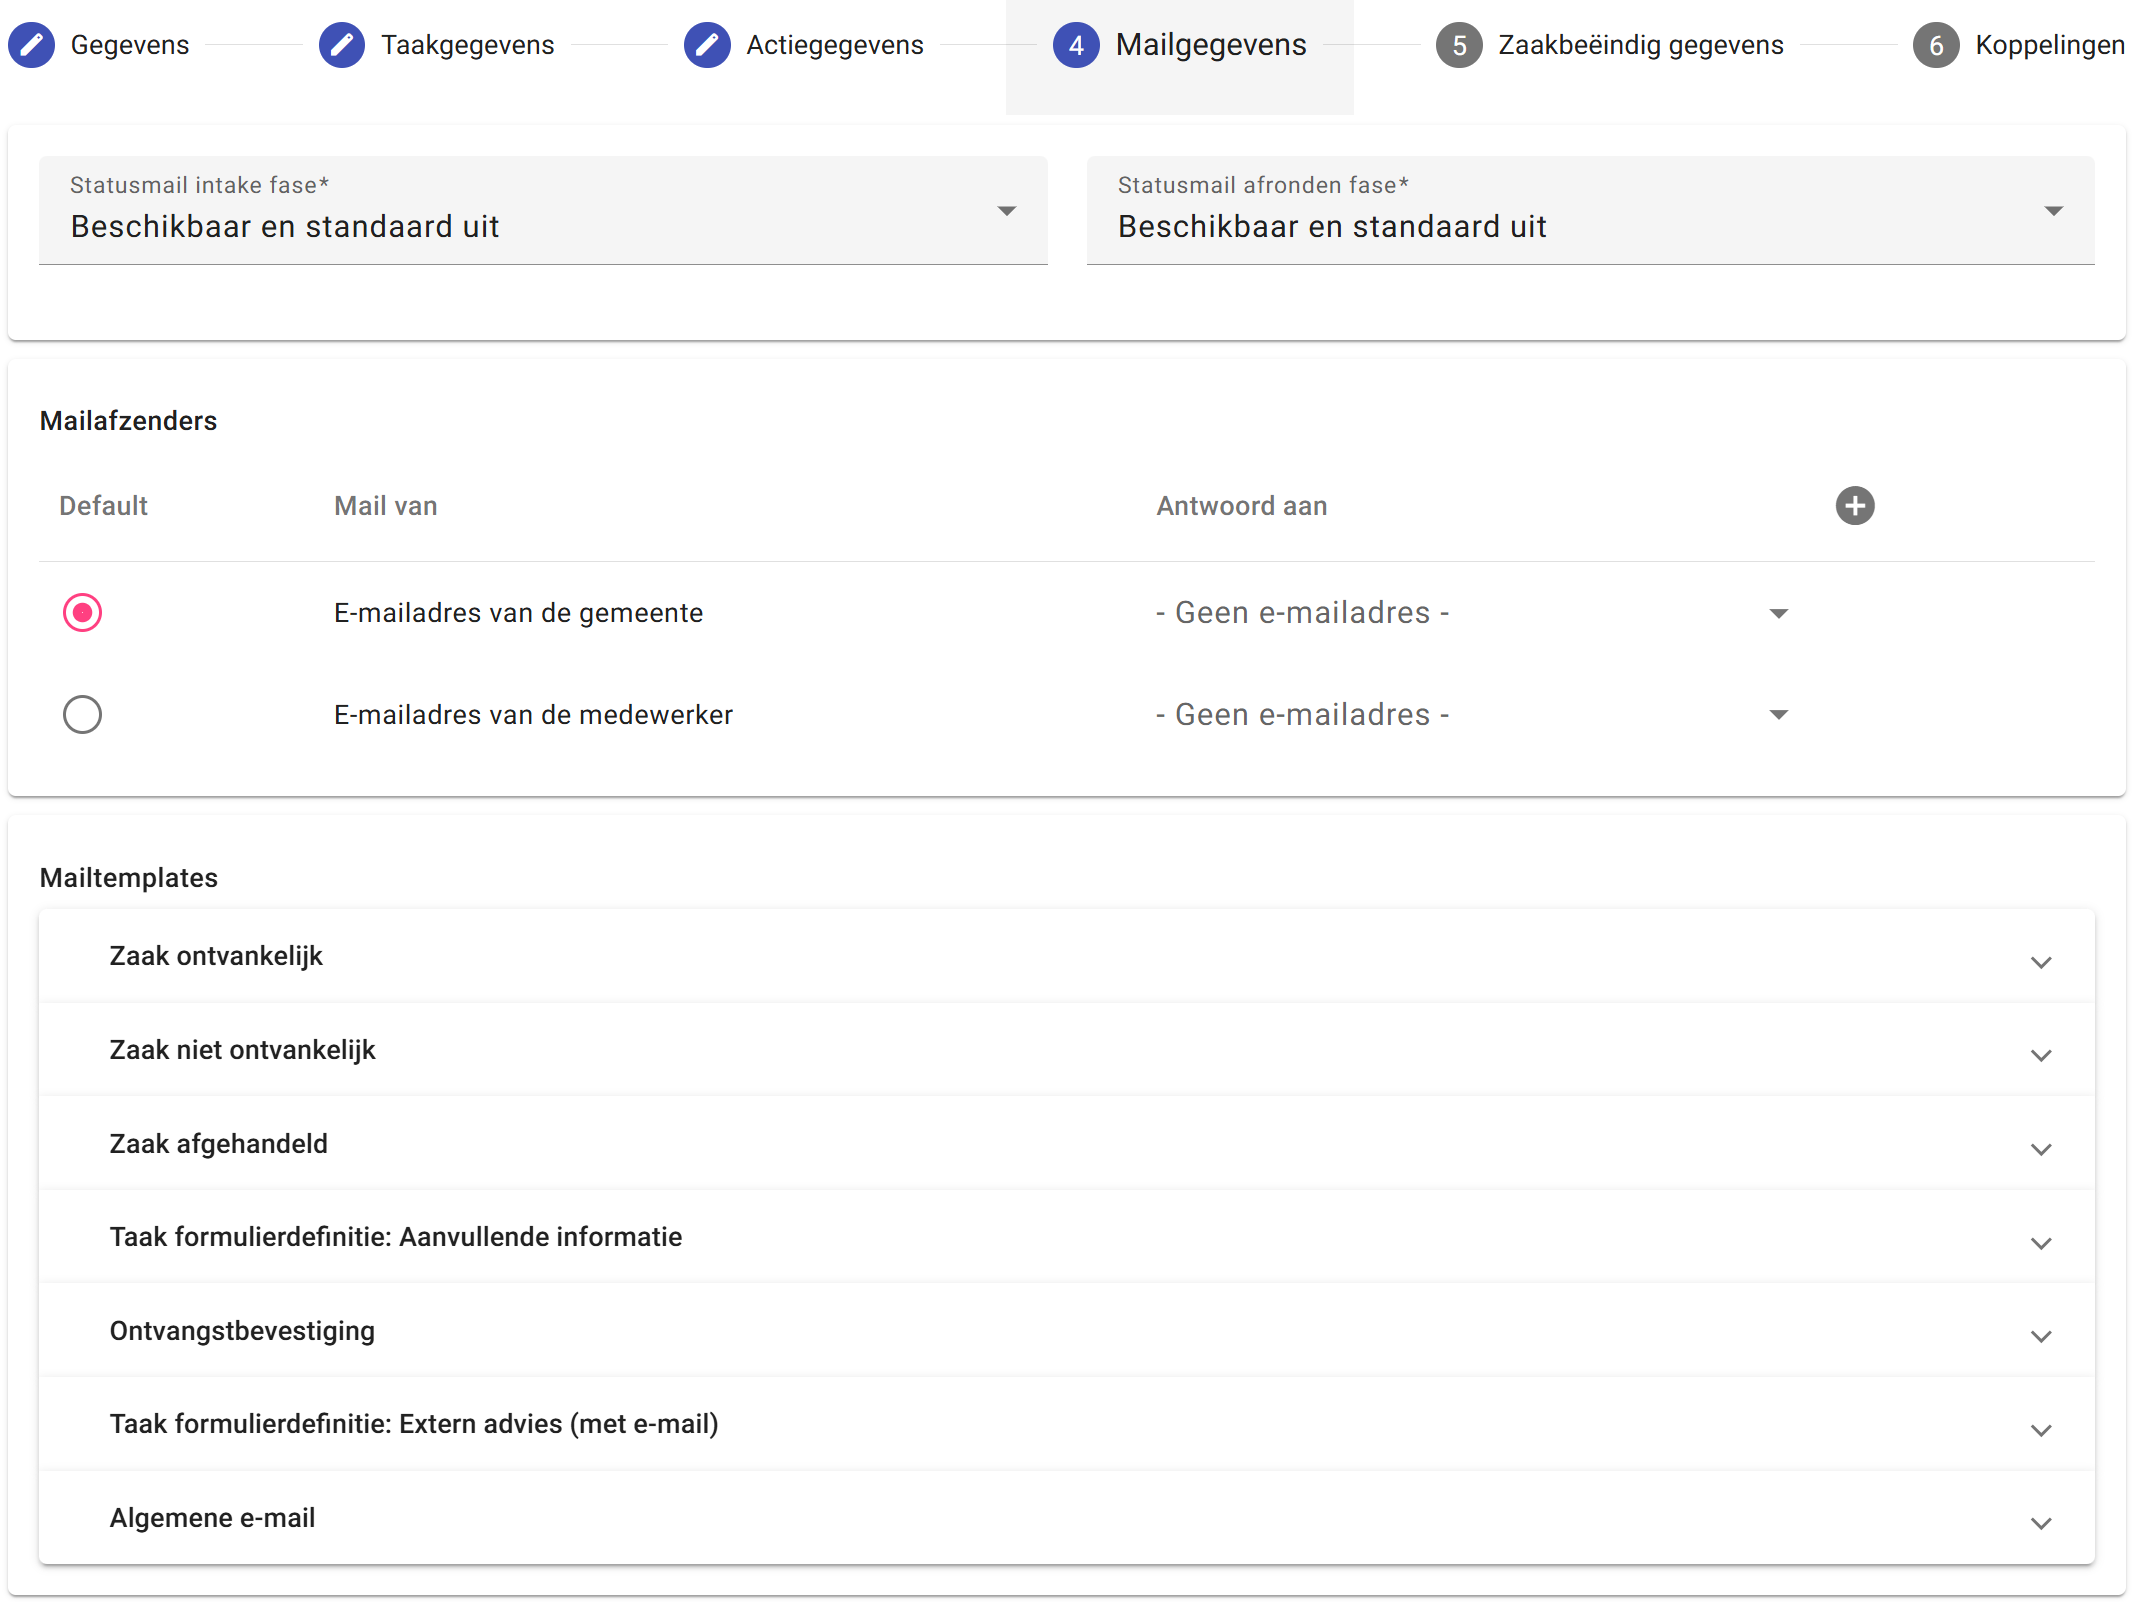 Gegevens Taakgegevens Actiegegevens 4 Mailgegevens 5 Zaakbeëindig gegevens 6 Koppelingen
Statusmail intake fase* Statusmail afronden fase*
Beschikbaar en standaard uit Beschikbaar en standaard uit
Mailafzenders
Default Mail van Antwoord aan
E-mailadres van de gemeente - Geen e-mailadres -
E-mailadres van de medewerker - Geen e-mailadres -
Mailtemplates
Zaak ontvankelijk
Zaak niet ontvankelijk
Zaak afgehandeld
Taak formulierdefinitie: Aanvullende informatie
Ontvangstbevestiging
Taak formulierdefinitie: Extern advies (met e-mail)
Algemene e-mail